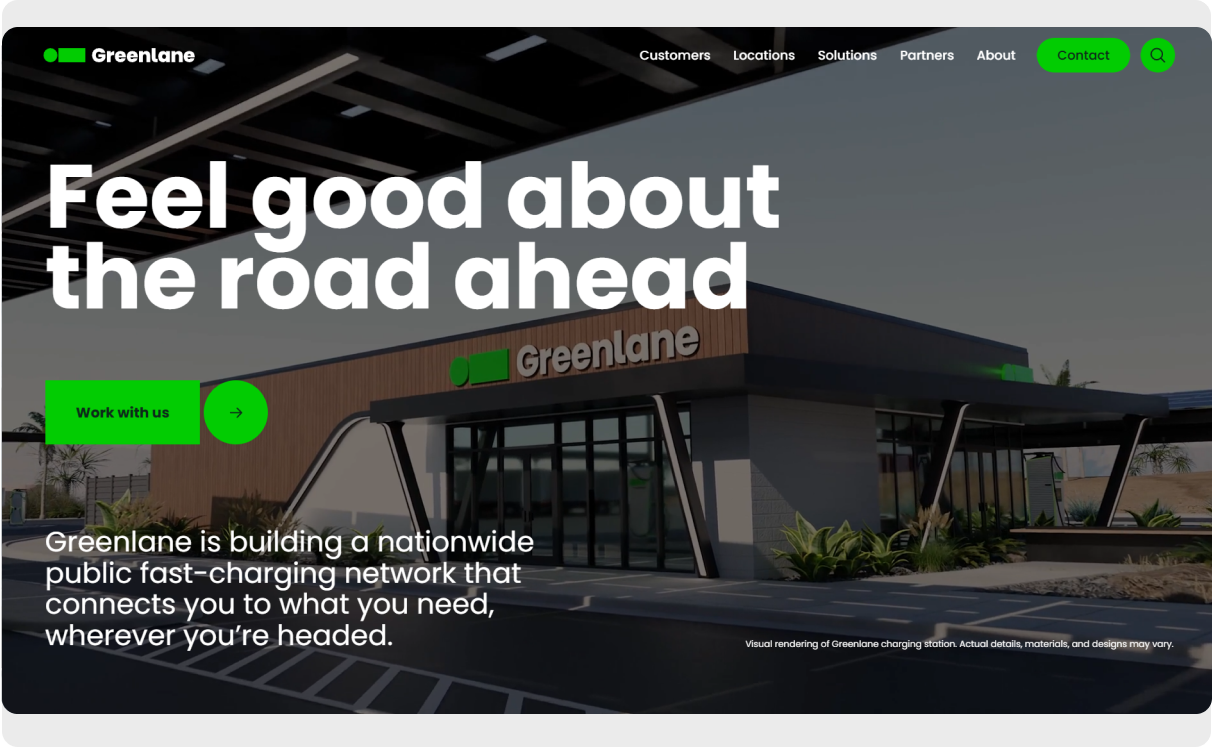 Greenlane
Customers Locations Solutions Partners About Contact
Feel good about
the road ahead
Greenlane
Work with us
Greenlane is building a nationwide
public fast-charging network that
connects you to what you need,
wherever you're headed.
Visual rendering of Greenlane charging station. Actual details, materials, and designs may vary.